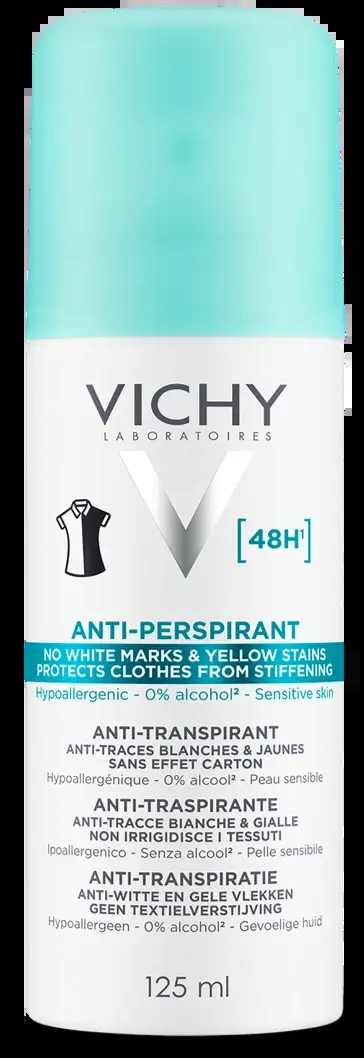 VICHY
LABORATOIRES
[48H¹]
ANTI-PERSPIRANT
NO WHITE MARKS & YELLOW STAINS
PROTECTS CLOTHES FROM STIFFENING
Hypoallergenic - 0% alcohol² - Sensitive skin
ANTI-TRANSPIRANT
ANTI-TRACES BLANCHES & JAUNES
SANS EFFET CARTON
Hypoallergénique - 0% alcool² - Peau sensible
ANTI-TRASPIRANTE
ANTI-TRACCE BIANCHE & GIALLE
NON IRRIGIDISCE I TESSUTI
Ipoallergenico - Senza alcool² - Pelle sensibile
ANTI-TRANSPIRATIE
ANTI-WITTE EN GELE VLEKKEN
GEEN TEXTIELVERSTIJVING
Hypoallergeen - 0% alcohol² - Gevoelige huid
125 ml